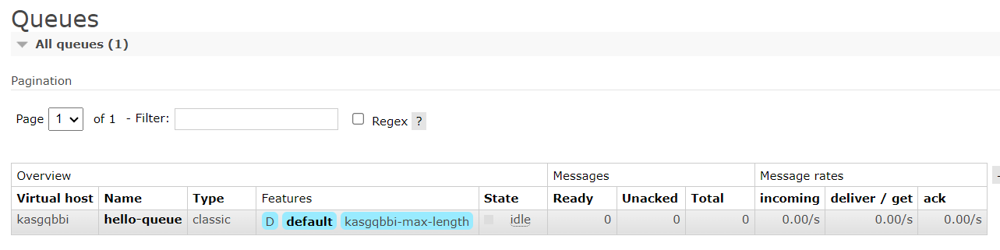 Queues
All queues (1)
Pagination
Page 1 of 1 - Filter: Regex ?
Overview Messages Message rates
Virtual host Name Type Features State Ready Unacked Total incoming deliver / get ack
kasgqbbi hello-queue classic D default kasgqbbi-max-length idle 0 0 0 0.00/s 0.00/s 0.00/s